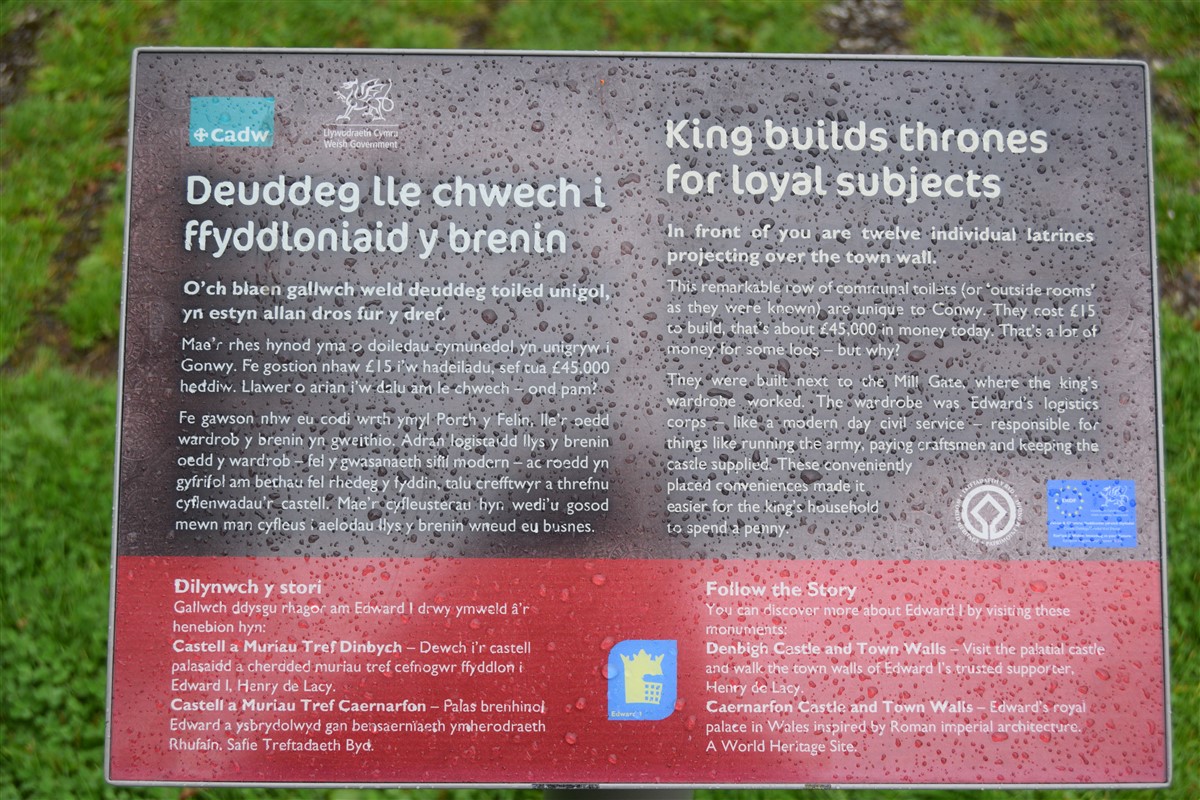 Cadw
Llywodraeth Cymru
Welsh Government
Deuddeg lle chwech i
ffyddloniaid y brenin
O'ch blaen gallwch weld deuddeg toiled unigol,
yn estyn allan dros fur y dref.
Mae'r rhes hynod yma o doiledau cymunedol yn unigryw i
Gonwy. Fe gostion nhaw £15 i'w hadeiladu, sef tua £45,000
heddiw. Llawer o arian i'w dalu am le chwech – ond pam?
Fe gawson nhw eu codi wrth ymyl Porth y Felin, lle'r oedd
wardrob y brenin yn gweithio. Adran logistaidd llys y brenin
oedd y wardrob – fel y gwasanaeth sifil modern – ac roedd yn
gyfrifol am bethau fel rhedeg y fyddin, talu crefftwyr a threfnu
cyflenwadau'r castell. Mae'r cyfleusterau hyn wedi'u gosod
mewn man cyfleus i aelodau llys y brenin wneud eu busnes.
King builds thrones
for loyal subjects
In front of you are twelve individual latrines
projecting over the town wall.
This remarkable row of communal toilets (or 'outside rooms'
as they were known) are unique to Conwy. They cost £15
to build, that's about £45,000 in money today. That's a lot of
money for some loos – but why?
They were built next to the Mill Gate, where the king's
wardrobe worked. The wardrobe was Edward's logistics
corps – like a modern day civil service – responsible for
things like running the army, paying craftsmen and keeping the
castle supplied. These conveniently
placed conveniences made it
easier for the king's household
to spend a penny.
Dilynwch y stori
Gallwch ddysgu rhagor am Edward I drwy ymweld â'r
henebion hyn:
Castell a Muriau Tref Dinbych – Dewch i'r castell
palasaidd a cherdded muriau tref cefnogwr ffyddlon i
Edward I, Henry de Lacy.
Castell a Muriau Tref Caernarfon – Palas brenhinol
Edward a ysbrydolwyd gan bensaernïaeth ymherodraeth
Rhufain. Safle Treftadaeth Byd.
Edward I
Follow the Story
You can discover more about Edward I by visiting these
monuments:
Denbigh Castle and Town Walls – Visit the palatial castle
and walk the town walls of Edward I's trusted supporter,
Henry de Lacy.
Caernarfon Castle and Town Walls – Edward's royal
palace in Wales inspired by Roman imperial architecture.
A World Heritage Site.